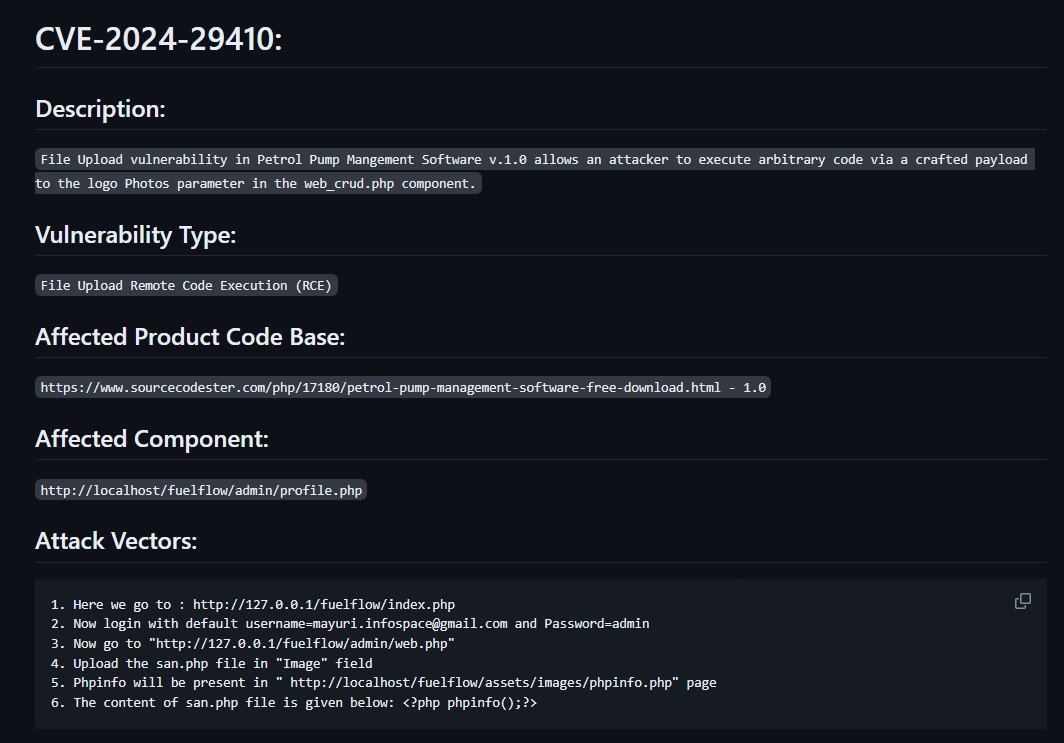 CVE-2024-29410:
Description:
File Upload vulnerability in Petrol Pump Mangement Software v.1.0 allows an attacker to execute arbitrary code via a crafted payload
to the logo Photos parameter in the web_crud.php component.
Vulnerability Type:
File Upload Remote Code Execution (RCE)
Affected Product Code Base:
https://www.sourcecodester.com/php/17180/petrol-pump-management-software-free-download.html - 1.0
Affected Component:
http://localhost/fuelflow/admin/profile.php
Attack Vectors:
1. Here we go to : http://127.0.0.1/fuelflow/index.php
2. Now login with default username=mayuri.infospace@gmail.com and Password=admin
3. Now go to "http://127.0.0.1/fuelflow/admin/web.php"
4. Upload the san.php file in "Image" field
5. Phpinfo will be present in " http://localhost/fuelflow/assets/images/phpinfo.php" page
6. The content of san.php file is given below: <?php phpinfo();?>